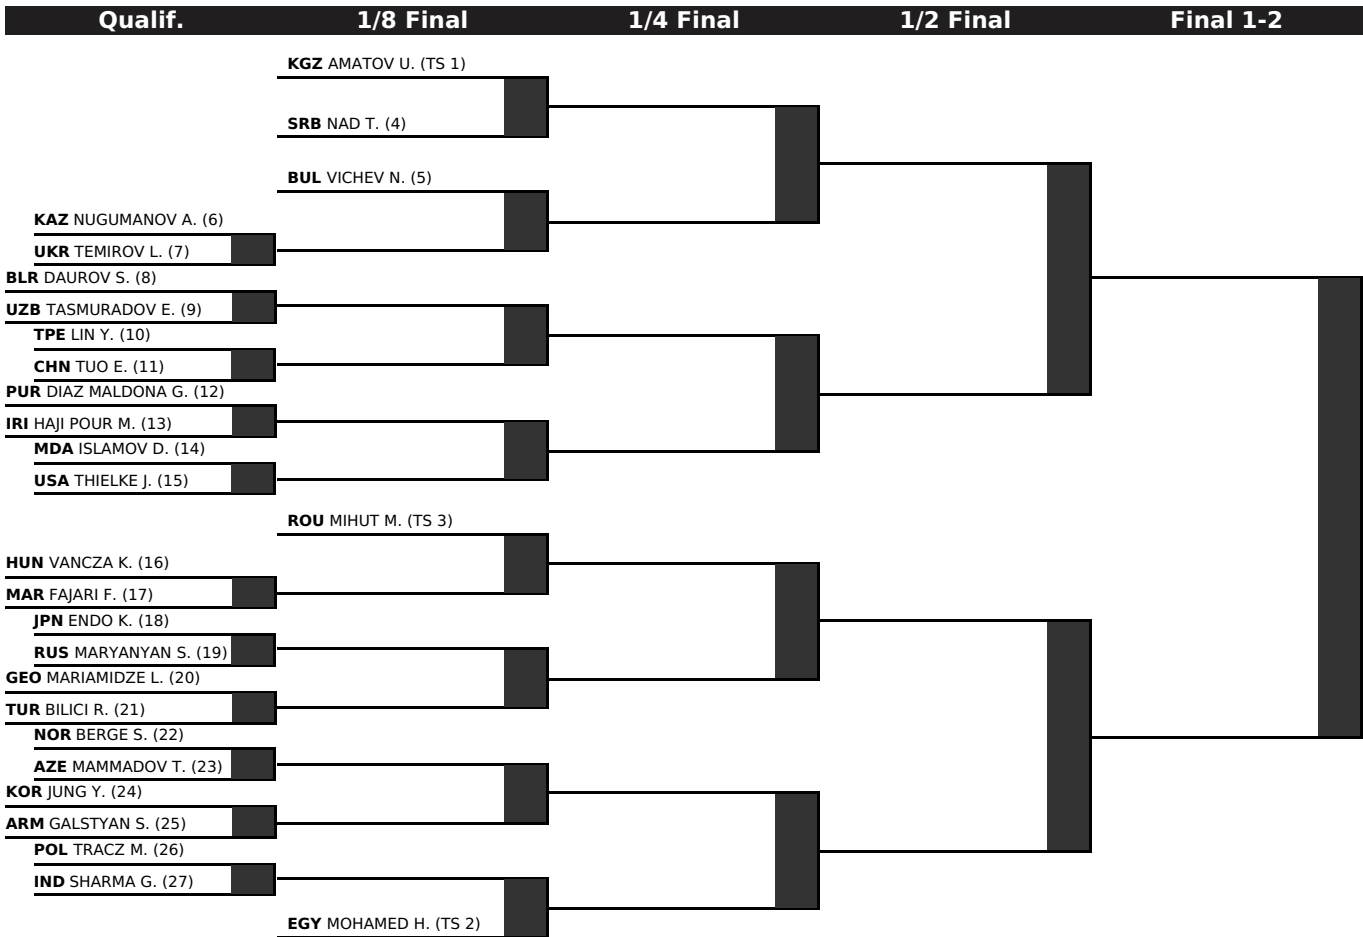 Qualif. 1/8 Final 1/4 Final 1/2 Final Final 1-2
KGZ AMATOV U. (TS 1)
SRB NAD T. (4)
BUL VICHEV N. (5)
KAZ NUGUMANOV A. (6)
UKR TEMIROV L. (7)
BLR DAUROV S. (8)
UZB TASMURADOV E. (9)
TPE LIN Y. (10)
CHN TUO E. (11)
PUR DIAZ MALDONA G. (12)
IRI HAJI POUR M. (13)
MDA ISLAMOV D. (14)
USA THIELKE J. (15)
ROU MIHUT M. (TS 3)
HUN VANCZA K. (16)
MAR FAJARI F. (17)
JPN ENDO K. (18)
RUS MARYANYAN S. (19)
GEO MARIAMIDZE L. (20)
TUR BILICI R. (21)
NOR BERGE S. (22)
AZE MAMMADOV T. (23)
KOR JUNG Y. (24)
ARM GALSTYAN S. (25)
POL TRACZ M. (26)
IND SHARMA G. (27)
EGY MOHAMED H. (TS 2)